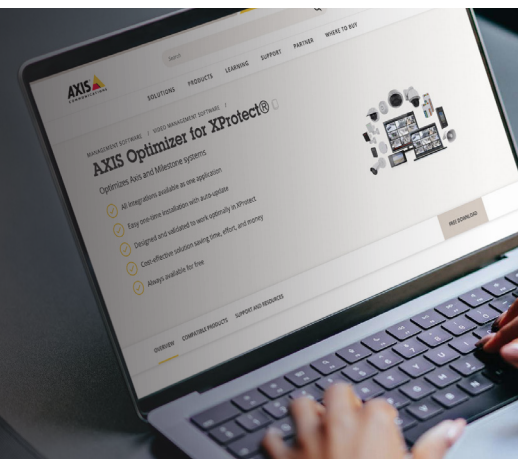 Search
AXIS
COMMUNICATIONS
SOLUTIONS PRODUCTS LEARNING SUPPORT PARTNER WHERE TO BUY
MANAGEMENT SOFTWARE / VIDEO MANAGEMENT SOFTWARE /
AXIS Optimizer for XProtect®
Optimizes Axis and Milestone systems
All integrations available as one application
Easy one-time installation with auto-update
Designed and validated to work optimally in XProtect
Cost-effective solution saving time, effort, and money
Always available for free
FREE DOWNLOAD
OVERVIEW COMPATIBLE PRODUCTS SUPPORT AND RESOURCES